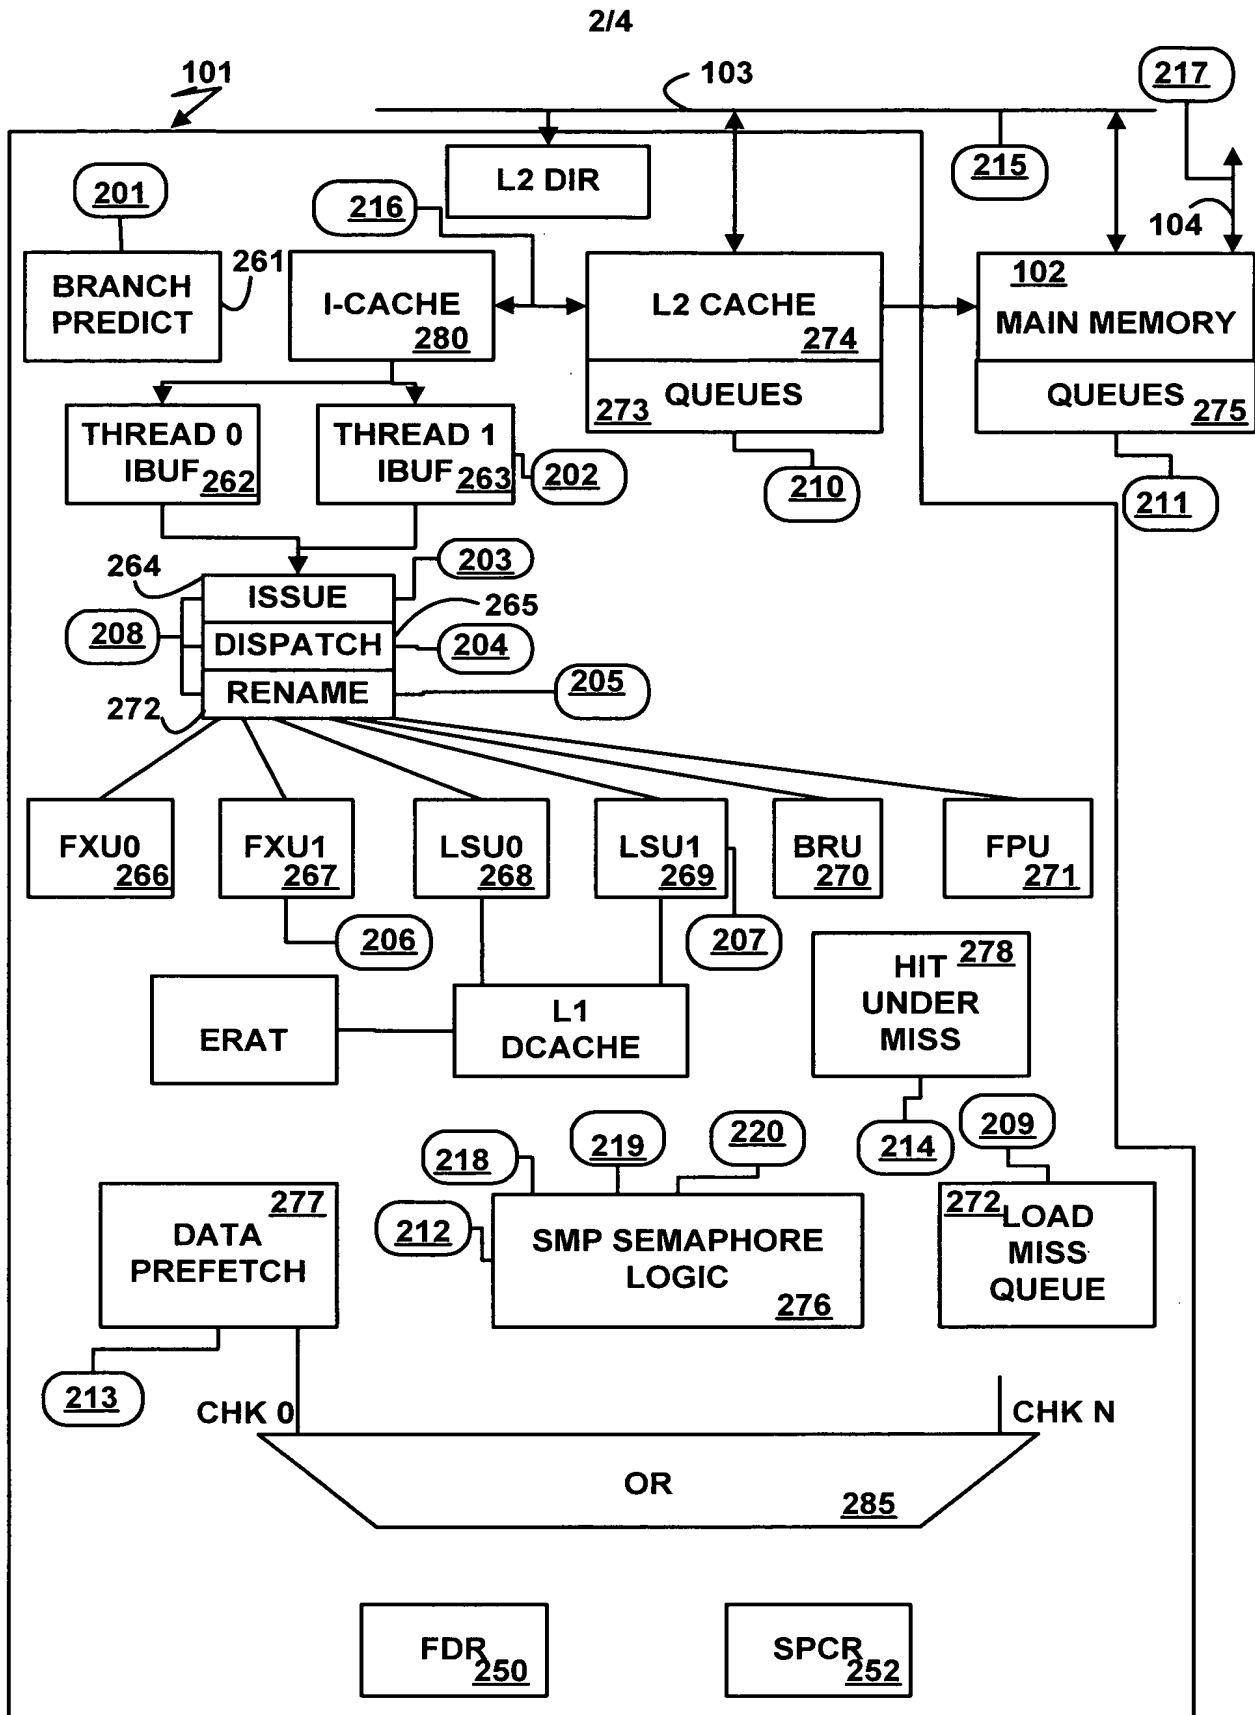 2/4
101
103
217
L2 DIR
215
201
216
104
BRANCH
PREDICT
261
I-CACHE
280
L2 CACHE
274
102
MAIN MEMORY
QUEUES
273
QUEUES
275
THREAD 0
IBUF 262
THREAD 1
IBUF 263
202
210
211
264
ISSUE
203
265
208
DISPATCH
204
RENAME
205
272
FXU0
266
FXU1
267
LSU0
268
LSU1
269
BRU
270
FPU
271
206
207
278
HIT
UNDER
MISS
ERAT
L1
DCACHE
214
209
218
219
220
212
277
DATA
PREFETCH
SMP SEMAPHORE
LOGIC
276
272 LOAD
MISS
QUEUE
213
CHK 0
CHK N
OR
285
FDR
250
SPCR
252